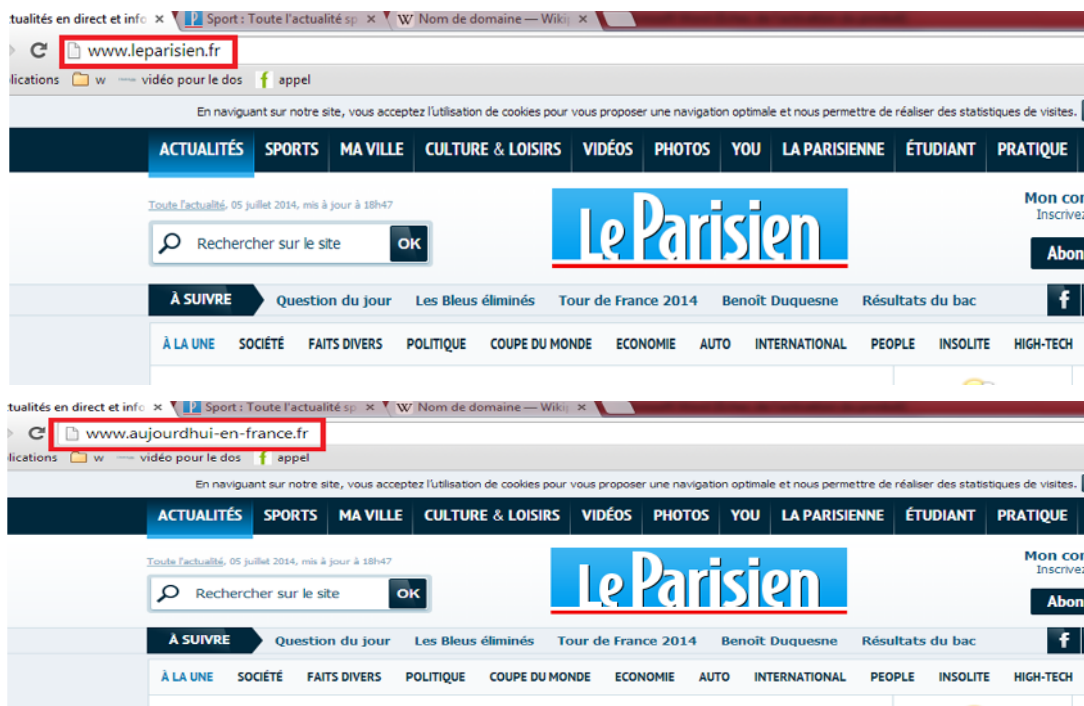 tualités en direct et info × Sport : Toute l'actualité sp × W Nom de domaine — Wikip ×
www.leparisien.fr
lications w vidéo pour le dos f appel
En naviguant sur notre site, vous acceptez l'utilisation de cookies pour vous proposer une navigation optimale et nous permettre de réaliser des statistiques de visites.
ACTUALITÉS SPORTS MA VILLE CULTURE & LOISIRS VIDÉOS PHOTOS YOU LA PARISIENNE ÉTUDIANT PRATIQUE
Toute l'actualité, 05 juillet 2014, mis à jour à 18h47
Mon cor
Inscrivez
Rechercher sur le site OK
Le Parisien
Abon
À SUIVRE Question du jour Les Bleus éliminés Tour de France 2014 Benoît Duquesne Résultats du bac f
À LA UNE SOCIÉTÉ FAITS DIVERS POLITIQUE COUPE DU MONDE ECONOMIE AUTO INTERNATIONAL PEOPLE INSOLITE HIGH-TECH
tualités en direct et info × Sport : Toute l'actualité sp × W Nom de domaine — Wikip ×
www.aujourdhui-en-france.fr
lications w vidéo pour le dos f appel
En naviguant sur notre site, vous acceptez l'utilisation de cookies pour vous proposer une navigation optimale et nous permettre de réaliser des statistiques de visites.
ACTUALITÉS SPORTS MA VILLE CULTURE & LOISIRS VIDÉOS PHOTOS YOU LA PARISIENNE ÉTUDIANT PRATIQUE
Toute l'actualité, 05 juillet 2014, mis à jour à 18h47
Mon cor
Inscrivez
Rechercher sur le site OK
Le Parisien
Abon
À SUIVRE Question du jour Les Bleus éliminés Tour de France 2014 Benoît Duquesne Résultats du bac f
À LA UNE SOCIÉTÉ FAITS DIVERS POLITIQUE COUPE DU MONDE ECONOMIE AUTO INTERNATIONAL PEOPLE INSOLITE HIGH-TECH